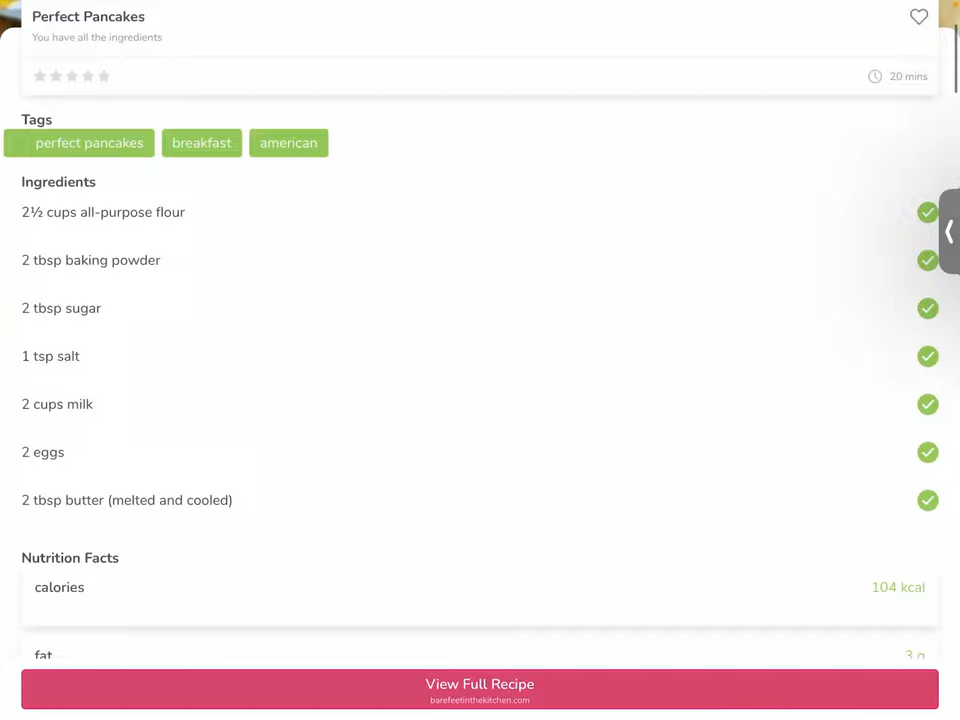 Perfect Pancakes
You have all the ingredients
20 mins
Tags
perfect pancakes breakfast american
Ingredients
2½ cups all-purpose flour
2 tbsp baking powder
2 tbsp sugar
1 tsp salt
2 cups milk
2 eggs
2 tbsp butter (melted and cooled)
Nutrition Facts
calories 104 kcal
fat 3 g
View Full Recipe
barefeetinthekitchen.com